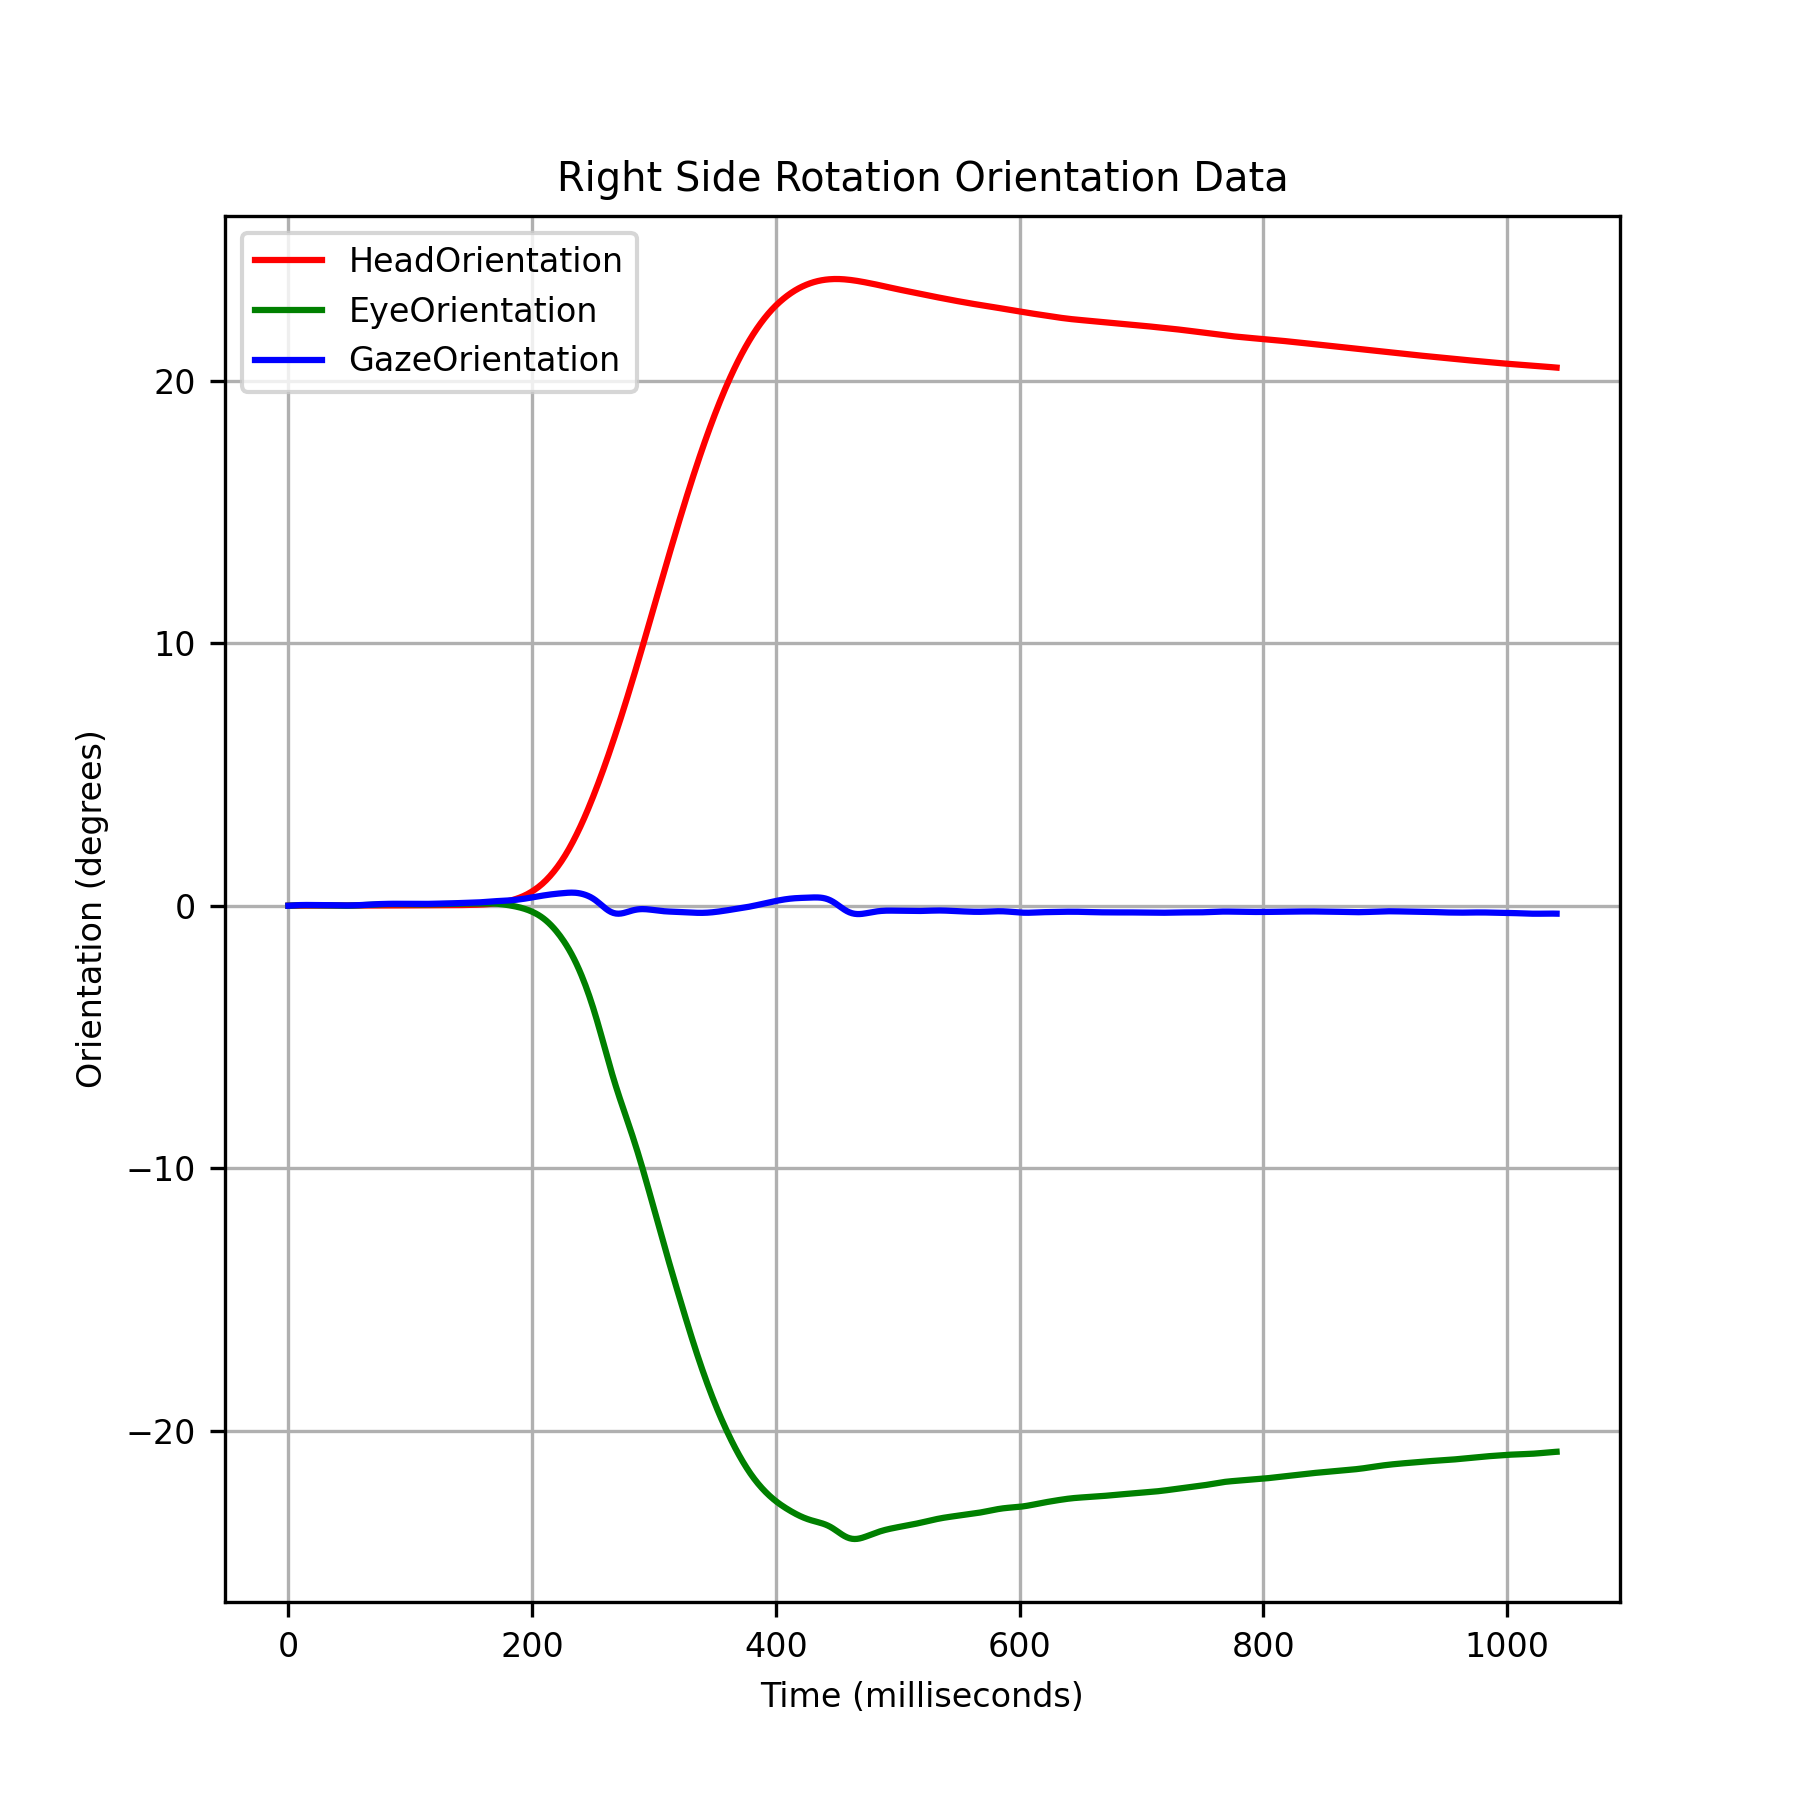 Right Side Rotation Orientation Data
HeadOrientation
EyeOrientation
GazeOrientation
20
10
0
−10
−20
Orientation (degrees)
0 200 400 600 800 1000
Time (milliseconds)